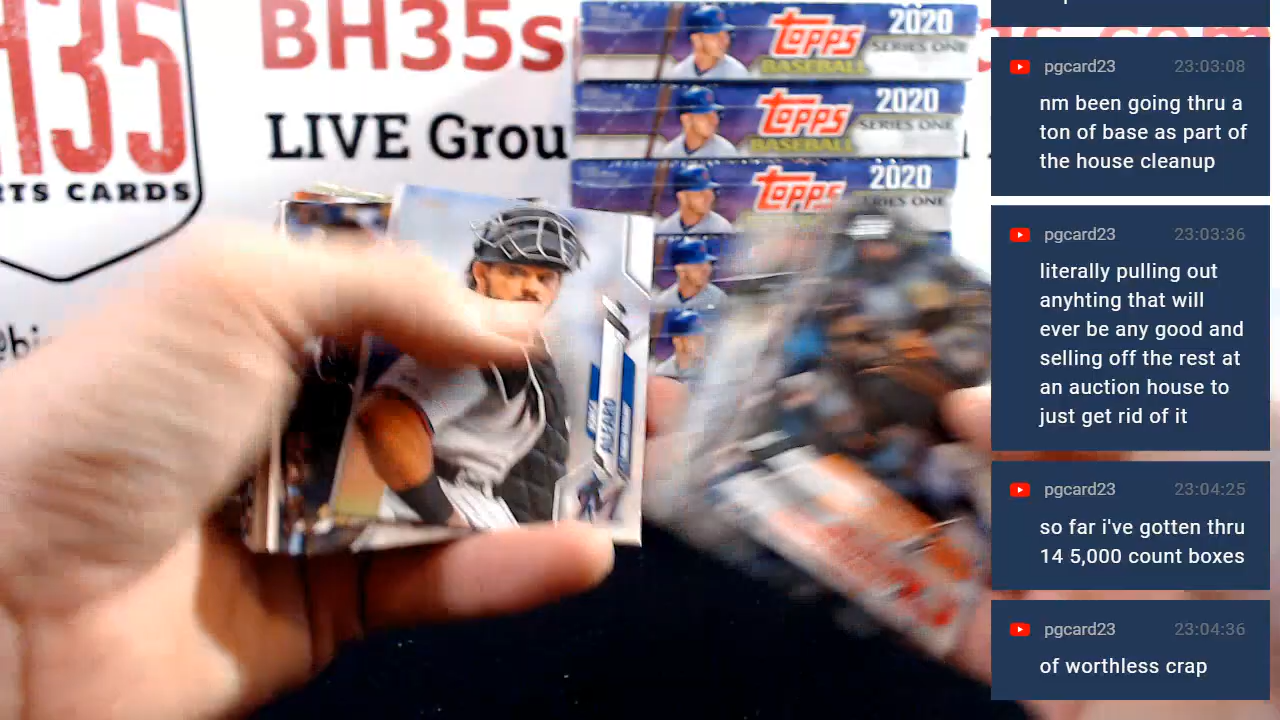 H35
RTS CARDS
BH35s
LIVE Grou
2020
Topps
SERIES ONE
BASEBALL
2020
Topps
SERIES ONE
BASEBALL
2020
Topps
RIES ONE
ALFARO
pgcard23 23:03:08
nm been going thru a
ton of base as part of
the house cleanup
pgcard23 23:03:36
literally pulling out
anyhting that will
ever be any good and
selling off the rest at
an auction house to
just get rid of it
pgcard23 23:04:25
so far i've gotten thru
14 5,000 count boxes
pgcard23 23:04:36
of worthless crap